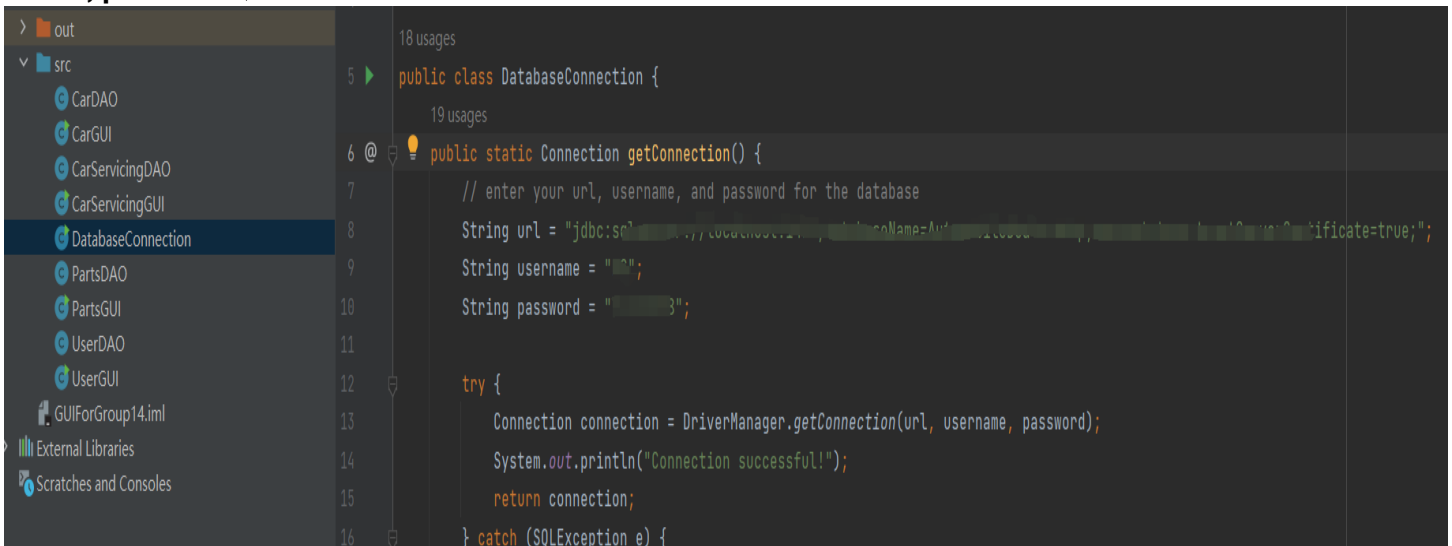 out
src
CarDAO
CarGUI
CarServicingDAO
CarServicingGUI
DatabaseConnection
PartsDAO
PartsGUI
UserDAO
UserGUI
GUIForGroup14.iml
External Libraries
Scratches and Consoles
18 usages
5 public class DatabaseConnection {
19 usages
6 @ public static Connection getConnection() {
7 // enter your url, username, and password for the database
8 String url = "jdbc: ificate=true;";
9 String username = " ";
10 String password = " 3";
11
12 try {
13 Connection connection = DriverManager.getConnection(url, username, password);
14 System.out.println("Connection successful!");
15 return connection;
16 } catch (SQLException e) {